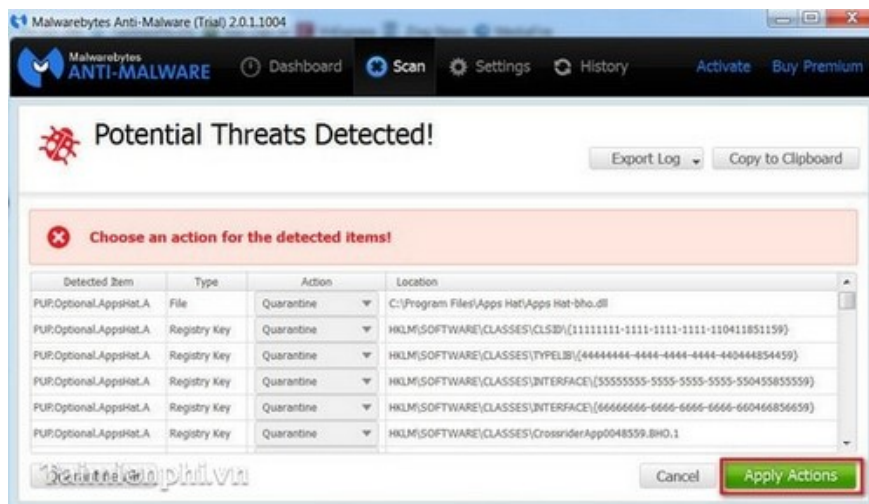 Malwarebytes Anti-Malware (Trial) 2.0.1.1004
Malwarebytes
ANTI-MALWARE
Dashboard Scan Settings History Activate Buy Premium
Potential Threats Detected!
Export Log Copy to Clipboard
Choose an action for the detected items!
Detected Item Type Action Location
PUP.Optional.AppsHat.A File Quarantine C:\Program Files\Apps Hat\Apps Hat-bho.dll
PUP.Optional.AppsHat.A Registry Key Quarantine HKLM\SOFTWARE\CLASSES\CLSID\{11111111-1111-1111-1111-110411851159}
PUP.Optional.AppsHat.A Registry Key Quarantine HKLM\SOFTWARE\CLASSES\TYPELIB\{44444444-4444-4444-4444-440444854459}
PUP.Optional.AppsHat.A Registry Key Quarantine HKLM\SOFTWARE\CLASSES\INTERFACE\{55555555-5555-5555-5555-550455855559}
PUP.Optional.AppsHat.A Registry Key Quarantine HKLM\SOFTWARE\CLASSES\INTERFACE\{66666666-6666-6666-6666-660466856659}
PUP.Optional.AppsHat.A Registry Key Quarantine HKLM\SOFTWARE\CLASSES\CrossriderApp0048559.BHO.1
Taimienphi.vn
Cancel Apply Actions